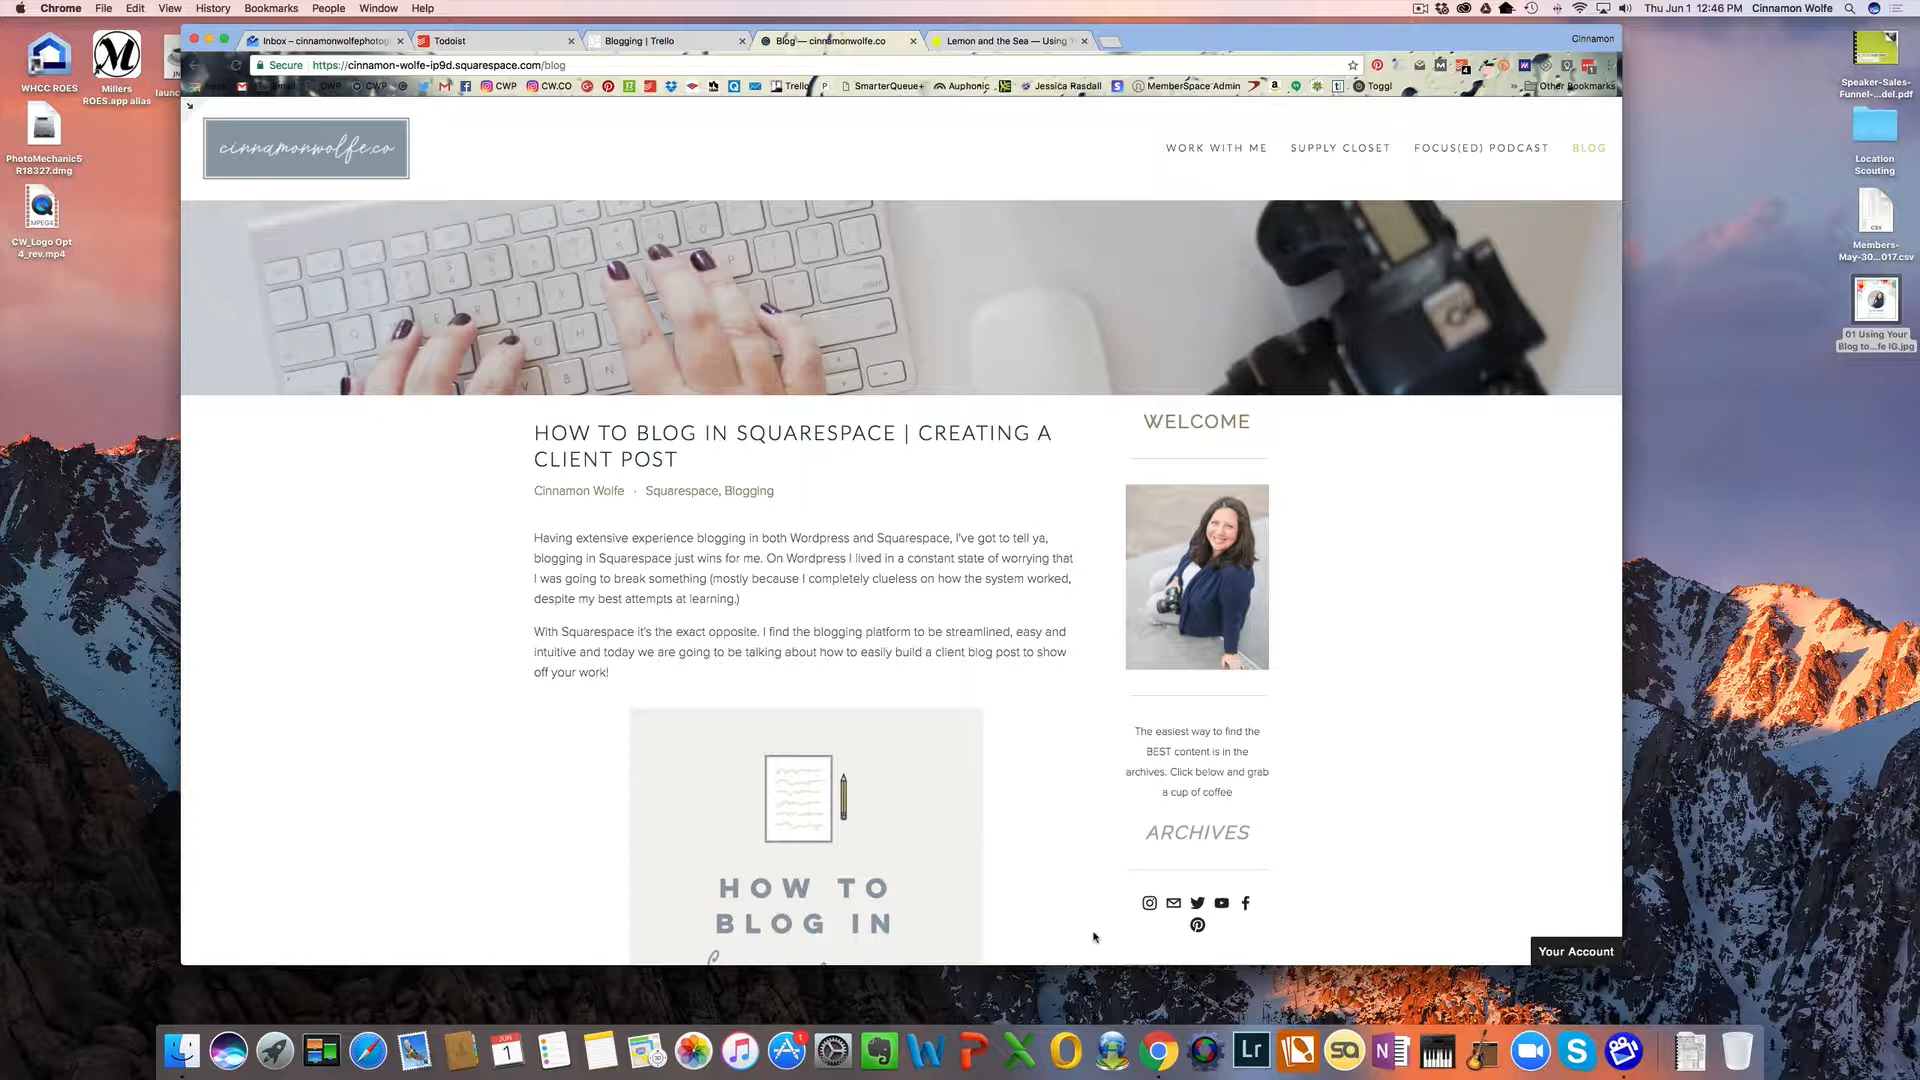 Chrome File Edit View History Bookmarks People Window Help
Thu Jun 1 12:46 PM Cinnamon Wolfe
Inbox – cinnamonwolfephotog
Todoist
Blogging | Trello
Blog — cinnamonwolfe.co
Lemon and the Sea — Using Y
Cinnamon
Secure https://cinnamon-wolfe-ip9d.squarespace.com/blog
Apps Email CWP CWP CWP CW.CO Trello SmarterQueue+ Auphonic Jessica Rasdall MemberSpace Admin Toggl » Other Bookmarks
WHCC ROES
Millers
ROES.app alias
PhotoMechanic5
R18327.dmg
MPEG4
CW_Logo Opt
4_rev.mp4
Speaker-Sales-
Funnel-...del.pdf
Location
Scouting
csv
Members-
May-30...017.csv
01 Using Your
Blog to...fe IG.jpg
cinnamonwolfe.co
WORK WITH ME SUPPLY CLOSET FOCUS(ED) PODCAST BLOG
HOW TO BLOG IN SQUARESPACE | CREATING A
CLIENT POST
Cinnamon Wolfe · Squarespace, Blogging
Having extensive experience blogging in both Wordpress and Squarespace, I've got to tell ya,
blogging in Squarespace just wins for me. On Wordpress I lived in a constant state of worrying that
I was going to break something (mostly because I completely clueless on how the system worked,
despite my best attempts at learning.)
With Squarespace it's the exact opposite. I find the blogging platform to be streamlined, easy and
intuitive and today we are going to be talking about how to easily build a client blog post to show
off your work!
HOW TO
BLOG IN
WELCOME
The easiest way to find the
BEST content is in the
archives. Click below and grab
a cup of coffee
ARCHIVES
Your Account
JUN
1
1
Lr
SQ